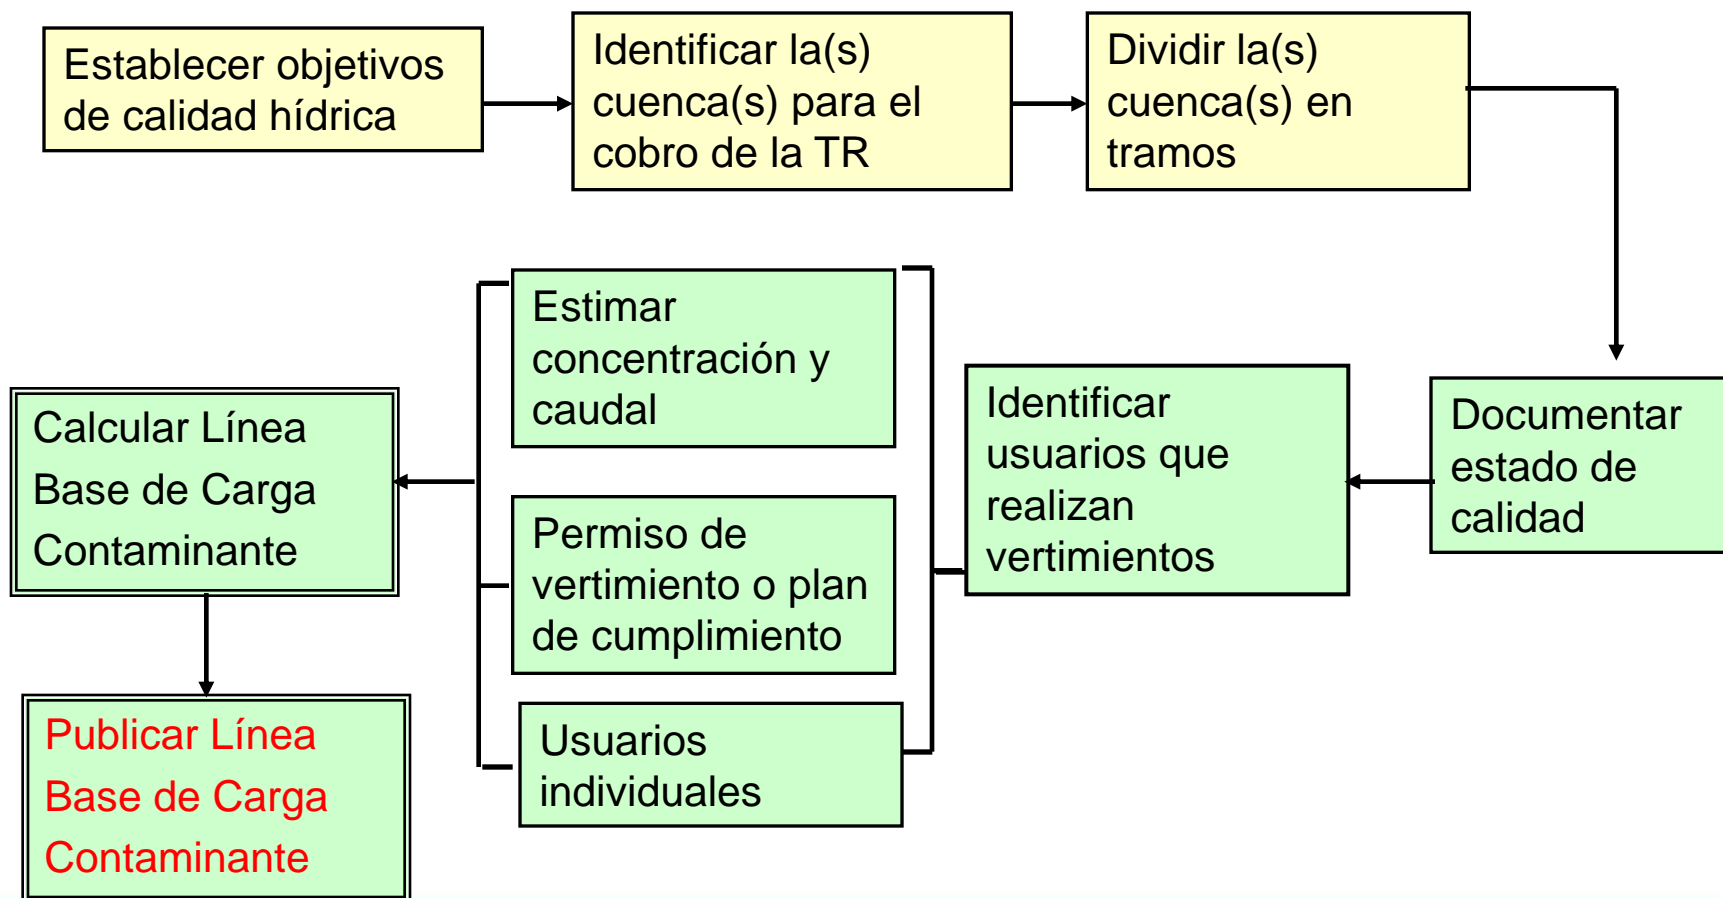 Establecer objetivos
de calidad hídrica
Identificar la(s)
cuenca(s) para el
cobro de la TR
Dividir la(s)
cuenca(s) en
tramos
Documentar
estado de
calidad
Identificar
usuarios que
realizan
vertimientos
Estimar
concentración y
caudal
Permiso de
vertimiento o plan
de cumplimiento
Usuarios
individuales
Calcular Línea
Base de Carga
Contaminante
Publicar Línea
Base de Carga
Contaminante